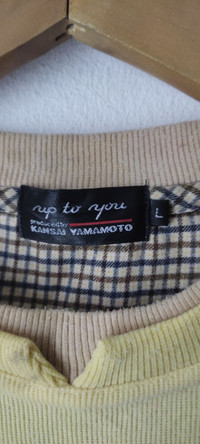 up to you
produced by
KANSAI YAMAMOTO
L